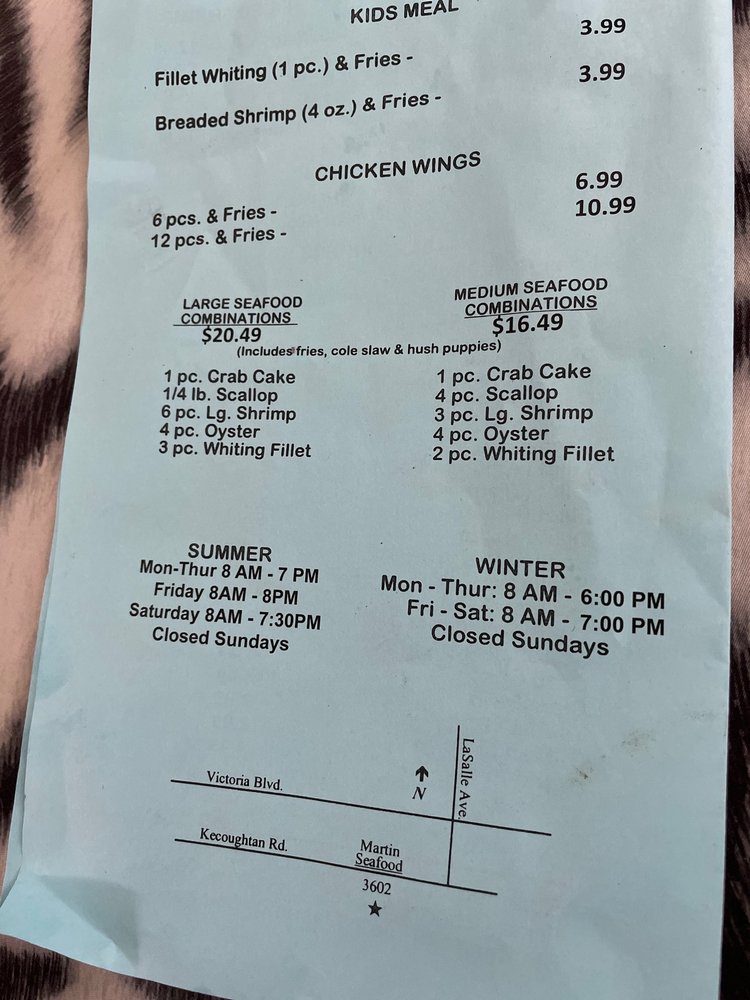 KIDS MEAL
Fillet Whiting (1 pc.) & Fries - 3.99
Breaded Shrimp (4 oz.) & Fries - 3.99
CHICKEN WINGS
6 pcs. & Fries - 6.99
12 pcs. & Fries - 10.99
LARGE SEAFOOD
COMBINATIONS
$20.49
MEDIUM SEAFOOD
COMBINATIONS
$16.49
(Includes fries, cole slaw & hush puppies)
1 pc. Crab Cake
1/4 lb. Scallop
6 pc. Lg. Shrimp
4 pc. Oyster
3 pc. Whiting Fillet
1 pc. Crab Cake
4 pc. Scallop
3 pc. Lg. Shrimp
4 pc. Oyster
2 pc. Whiting Fillet
SUMMER
Mon-Thur 8 AM - 7 PM
Friday 8AM - 8PM
Saturday 8AM - 7:30PM
Closed Sundays
WINTER
Mon - Thur: 8 AM - 6:00 PM
Fri - Sat: 8 AM - 7:00 PM
Closed Sundays
Victoria Blvd.
N
LaSalle Ave.
Kecoughtan Rd.
Martin
Seafood
3602